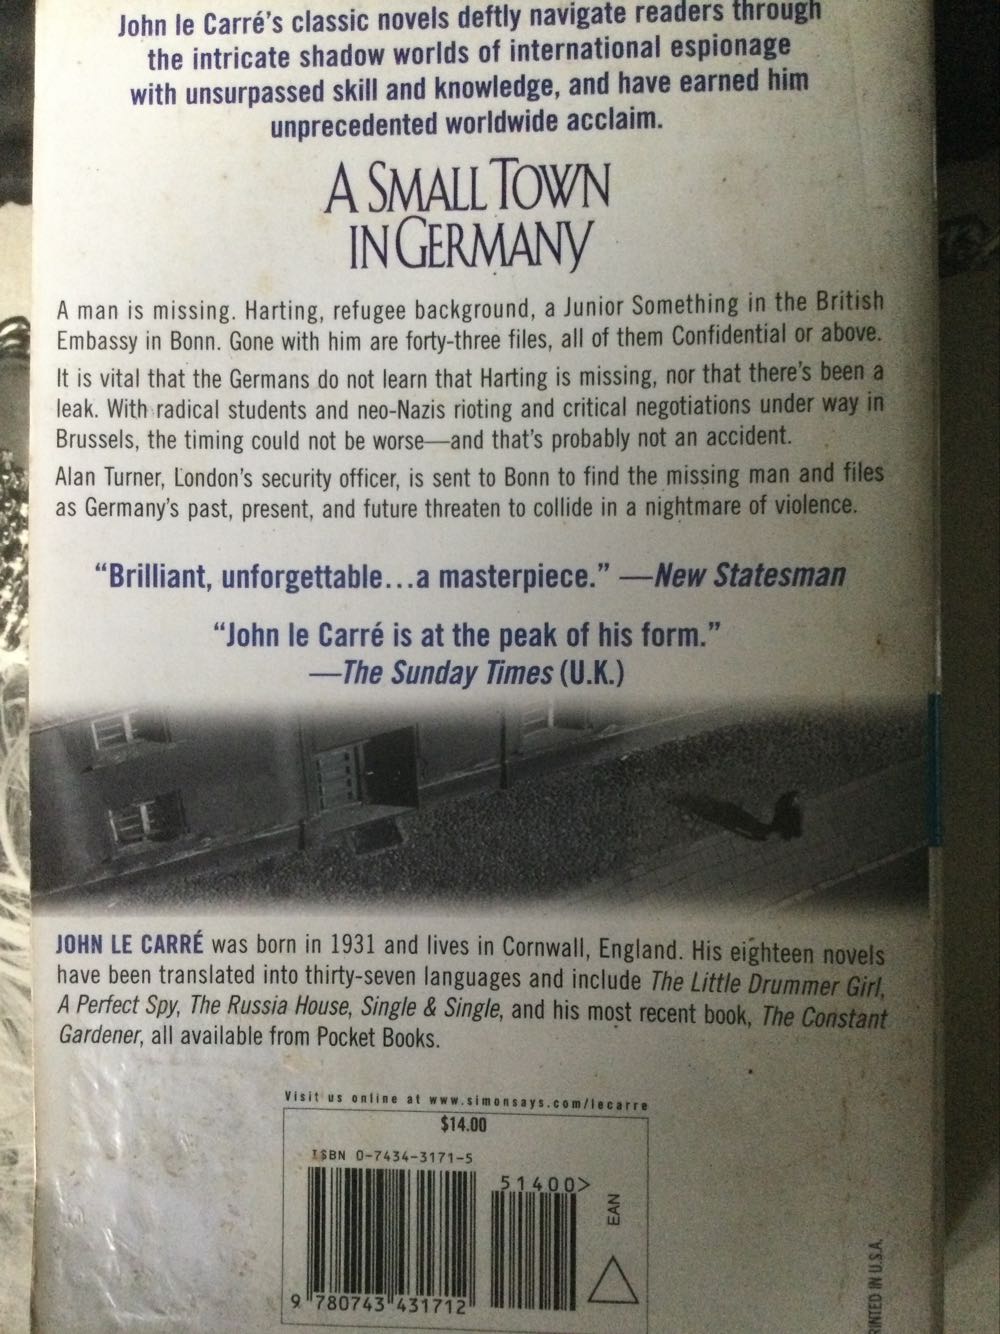 John le Carré's classic novels deftly navigate readers through
the intricate shadow worlds of international espionage
with unsurpassed skill and knowledge, and have earned him
unprecedented worldwide acclaim.
A SMALL TOWN
IN GERMANY
A man is missing. Harting, refugee background, a Junior Something in the British
Embassy in Bonn. Gone with him are forty-three files, all of them Confidential or above.
It is vital that the Germans do not learn that Harting is missing, nor that there's been a
leak. With radical students and neo-Nazis rioting and critical negotiations under way in
Brussels, the timing could not be worse—and that's probably not an accident.
Alan Turner, London's security officer, is sent to Bonn to find the missing man and files
as Germany's past, present, and future threaten to collide in a nightmare of violence.
“Brilliant, unforgettable...a masterpiece.” —New Statesman
“John le Carré is at the peak of his form.”
—The Sunday Times (U.K.)
JOHN LE CARRÉ was born in 1931 and lives in Cornwall, England. His eighteen novels
have been translated into thirty-seven languages and include The Little Drummer Girl,
A Perfect Spy, The Russia House, Single & Single, and his most recent book, The Constant
Gardener, all available from Pocket Books.
Visit us online at www.simonsays.com/lecarre
$14.00
ISBN 0-7434-3171-5
51400>
EAN
9 780743 431712
INTED IN U.S.A.